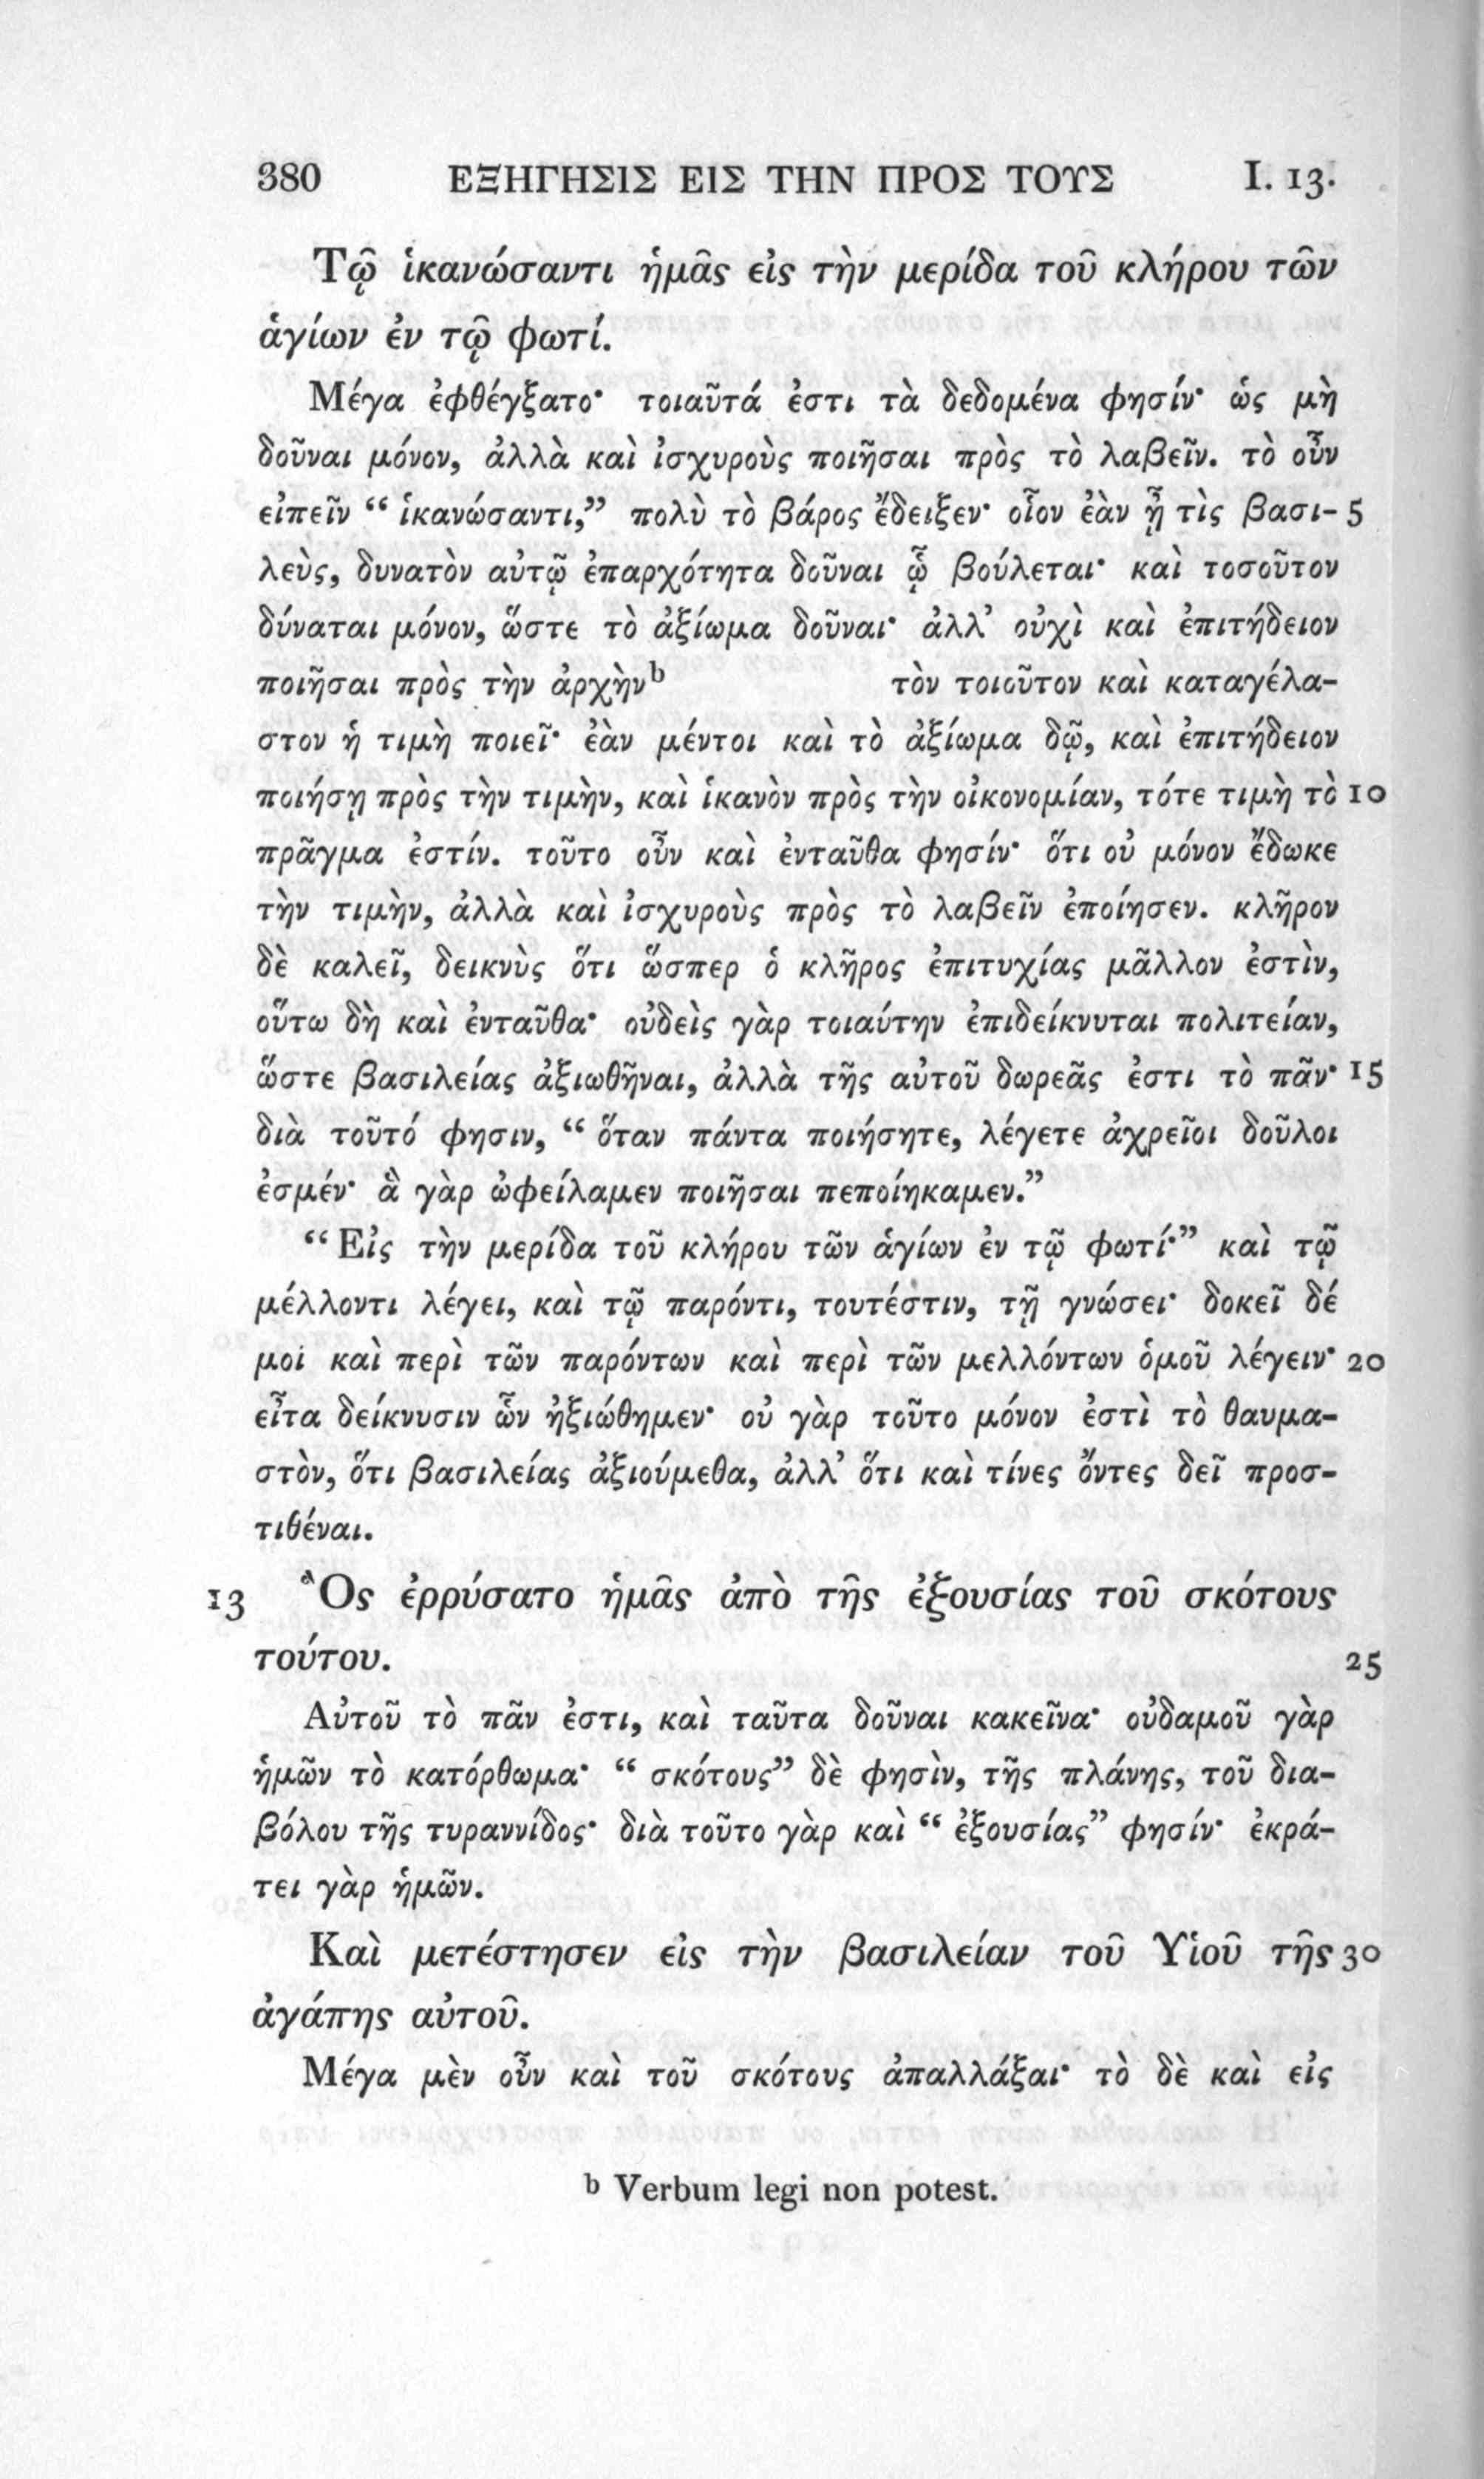 380 ΕΞΗΓΗΣΙΣ ΕΙΣ ΤΗΝ ΠΡΟΣ ΤΟΥΣ I. 13.
Τῷ ἱκανώσαντι ἡμᾶς εἰς τὴν μερίδα τοῦ κλήρου τῶν
ἁγίων ἐν τῷ φωτί.
Μέγα ἐφθέγξατο· τοιαῦτά ἐστι τὰ δεδομένα φησίν· ὡς μὴ
δοῦναι μόνον, ἀλλὰ καὶ ἰσχυροὺς ποιῆσαι πρὸς τὸ λαβεῖν. τὸ οὖν
εἰπεῖν “ ἱκανώσαντι,” πολὺ τὸ βάρος ἔδειξεν· οἷον ἐὰν ᾖ τὶς βασι- 5
λεὺς, δυνατὸν αὐτῷ ἐπαρχότητα δοῦναι ᾧ βούλεται· καὶ τοσοῦτον
δύναται μόνον, ὥστε τὸ ἀξίωμα δοῦναι· ἀλλ’ οὐχὶ καὶ ἐπιτήδειον
ποιῆσαι πρὸς τὴν ἀρχὴν b τὸν τοιοῦτον καὶ καταγέλα-
στον ἡ τιμὴ ποιεῖ· ἐὰν μέντοι καὶ τὸ ἀξίωμα δῷ, καὶ ἐπιτήδειον
ποιήσῃ πρὸς τὴν τιμὴν, καὶ ἱκανὸν πρὸς τὴν οἰκονομίαν, τότε τιμὴ τὸ 10
πρᾶγμα ἐστίν. τοῦτο οὖν καὶ ἐνταῦθα φησίν· ὅτι οὐ μόνον ἔδωκε
τὴν τιμὴν, ἀλλὰ καὶ ἰσχυροὺς πρὸς τὸ λαβεῖν ἐποίησεν. κλῆρον
δὲ καλεῖ, δεικνὺς ὅτι ὥσπερ ὁ κλῆρος ἐπιτυχίας μᾶλλον ἐστὶν,
οὕτω δὴ καὶ ἐνταῦθα· οὐδεὶς γὰρ τοιαύτην ἐπιδείκνυται πολιτείαν,
ὥστε βασιλείας ἀξιωθῆναι, ἀλλὰ τῆς αὐτοῦ δωρεᾶς ἐστι τὸ πᾶν· 15
διὰ τοῦτό φησιν, “ ὅταν πάντα ποιήσητε, λέγετε ἀχρεῖοι δοῦλοι
ἐσμέν· ἃ γὰρ ὠφείλαμεν ποιῆσαι πεποίηκαμεν.”
“ Εἰς τὴν μερίδα τοῦ κλήρου τῶν ἁγίων ἐν τῷ φωτί·” καὶ τῷ
μέλλοντι λέγει, καὶ τῷ παρόντι, τουτέστιν, τῇ γνώσει· δοκεῖ δέ
μοι καὶ περὶ τῶν παρόντων καὶ περὶ τῶν μελλόντων ὁμοῦ λέγειν· 20
εἶτα δείκνυσιν ὧν ἠξιώθημεν· οὐ γὰρ τοῦτο μόνον ἐστὶ τὸ θαυμα-
στὸν, ὅτι βασιλείας ἀξιούμεθα, ἀλλ’ ὅτι καὶ τίνες ὄντες δεῖ προσ-
τιθέναι.
13 Ὃς ἐρρύσατο ἡμᾶς ἀπὸ τῆς ἐξουσίας τοῦ σκότους
τούτου. 25
Αὐτοῦ τὸ πᾶν ἐστι, καὶ ταῦτα δοῦναι κακεῖνα· οὐδαμοῦ γὰρ
ἡμῶν τὸ κατόρθωμα· “ σκότους” δὲ φησὶν, τῆς πλάνης, τοῦ δια-
βόλου τῆς τυραννίδος· διὰ τοῦτο γὰρ καὶ “ ἐξουσίας” φησίν· ἐκρά-
τει γὰρ ἡμῶν.
Καὶ μετέστησεν εἰς τὴν βασιλείαν τοῦ Υἱοῦ τῆς 30
ἀγάπης αὐτοῦ.
Μέγα μὲν οὖν καὶ τοῦ σκότους ἀπαλλάξαι· τὸ δὲ καὶ εἰς
b Verbum legi non potest.